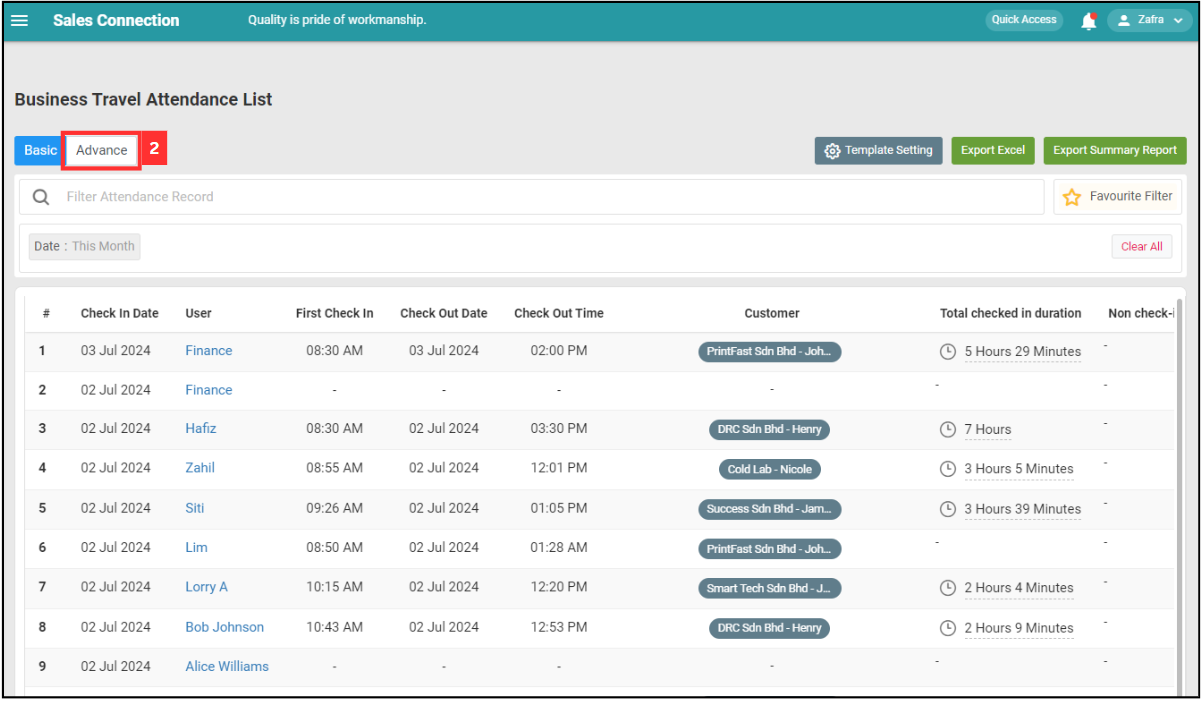 Sales Connection Quality is pride of workmanship. Quick Access Zafra
Business Travel Attendance List
Basic Advance 2 Template Setting Export Excel Export Summary Report
Filter Attendance Record Favourite Filter
Date : This Month Clear All
# Check In Date User First Check In Check Out Date Check Out Time Customer Total checked in duration Non check-i
1 03 Jul 2024 Finance 08:30 AM 03 Jul 2024 02:00 PM PrintFast Sdn Bhd - Joh... 5 Hours 29 Minutes -
2 02 Jul 2024 Finance - - - - - -
3 02 Jul 2024 Hafiz 08:30 AM 02 Jul 2024 03:30 PM DRC Sdn Bhd - Henry 7 Hours -
4 02 Jul 2024 Zahil 08:55 AM 02 Jul 2024 12:01 PM Cold Lab - Nicole 3 Hours 5 Minutes -
5 02 Jul 2024 Siti 09:26 AM 02 Jul 2024 01:05 PM Success Sdn Bhd - Jam... 3 Hours 39 Minutes -
6 02 Jul 2024 Lim 08:50 AM 02 Jul 2024 01:28 AM PrintFast Sdn Bhd - Joh... - -
7 02 Jul 2024 Lorry A 10:15 AM 02 Jul 2024 12:20 PM Smart Tech Sdn Bhd - J... 2 Hours 4 Minutes -
8 02 Jul 2024 Bob Johnson 10:43 AM 02 Jul 2024 12:53 PM DRC Sdn Bhd - Henry 2 Hours 9 Minutes -
9 02 Jul 2024 Alice Williams - - - - - -